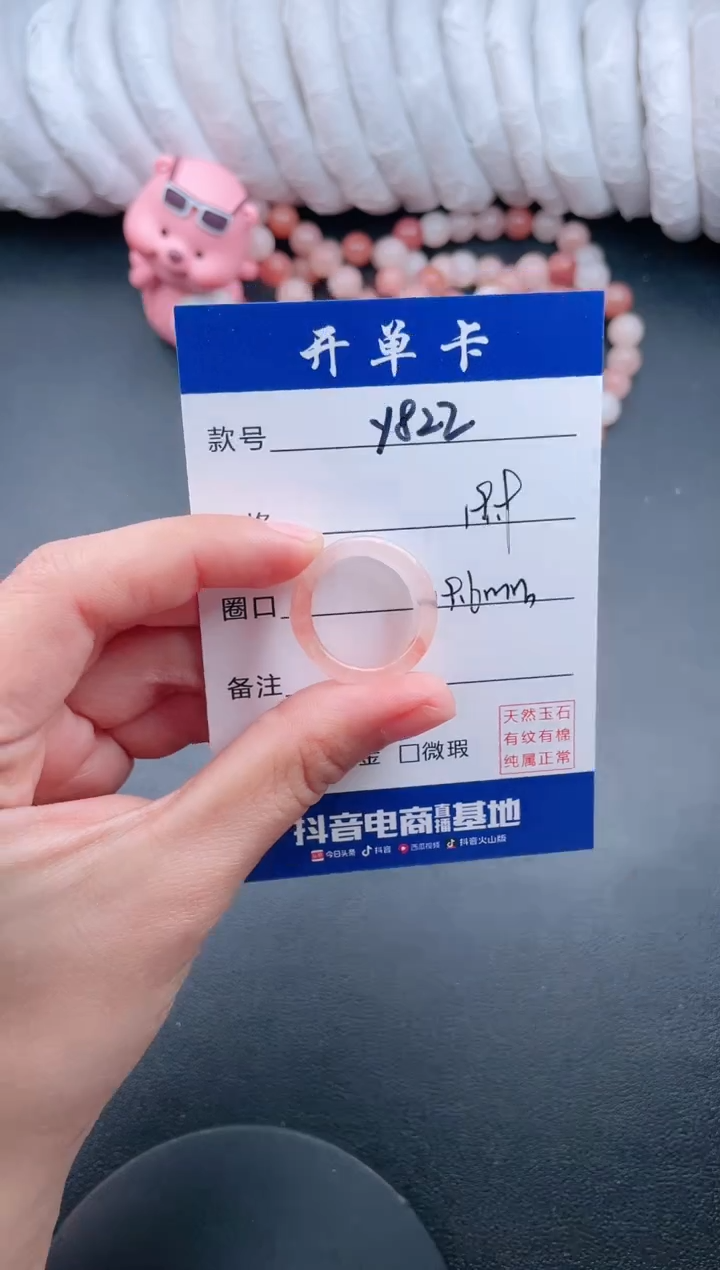 开单卡
款号 Y822
圈口
备注
金 口微瑕
天然玉石
有纹有棉
纯属正常
抖音电商直播基地
今日头条 抖音 西瓜视频 抖音火山版